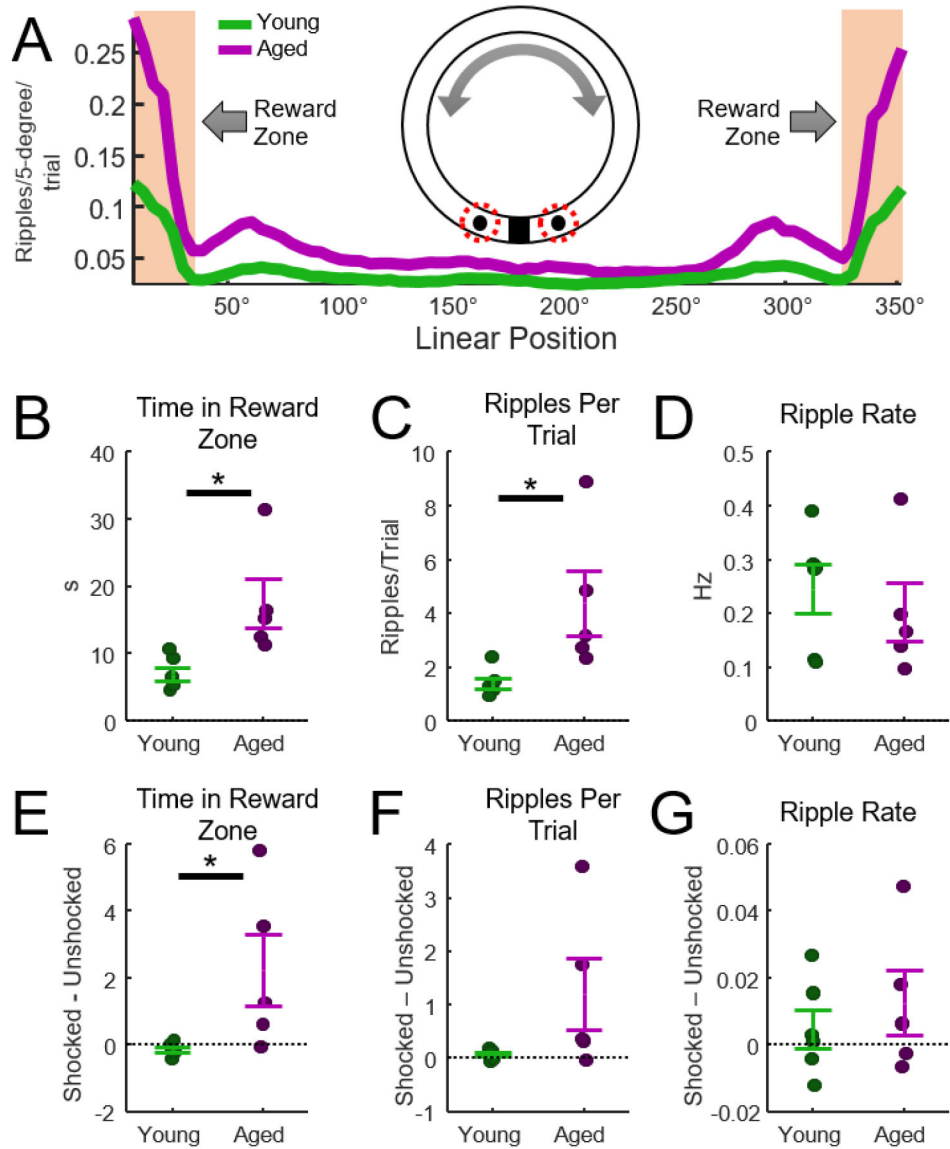 A
Young
Aged
Ripples/5-degree/
trial
0.25
0.2
0.15
0.1
0.05
Reward
Zone
Reward
Zone
50° 100° 150° 200° 250° 300° 350°
Linear Position
B
Time in Reward
Zone
s
40
30
20
10
0
*
Young Aged
C
Ripples Per
Trial
Ripples/Trial
10
8
6
4
2
0
*
Young Aged
D
Ripple Rate
Hz
0.5
0.4
0.3
0.2
0.1
0
Young Aged
E
Time in Reward
Zone
Shocked - Unshocked
6
4
2
0
-2
*
Young Aged
F
Ripples Per
Trial
Shocked – Unshocked
4
3
2
1
0
-1
Young Aged
G
Ripple Rate
Shocked – Unshocked
0.06
0.04
0.02
0
-0.02
Young Aged